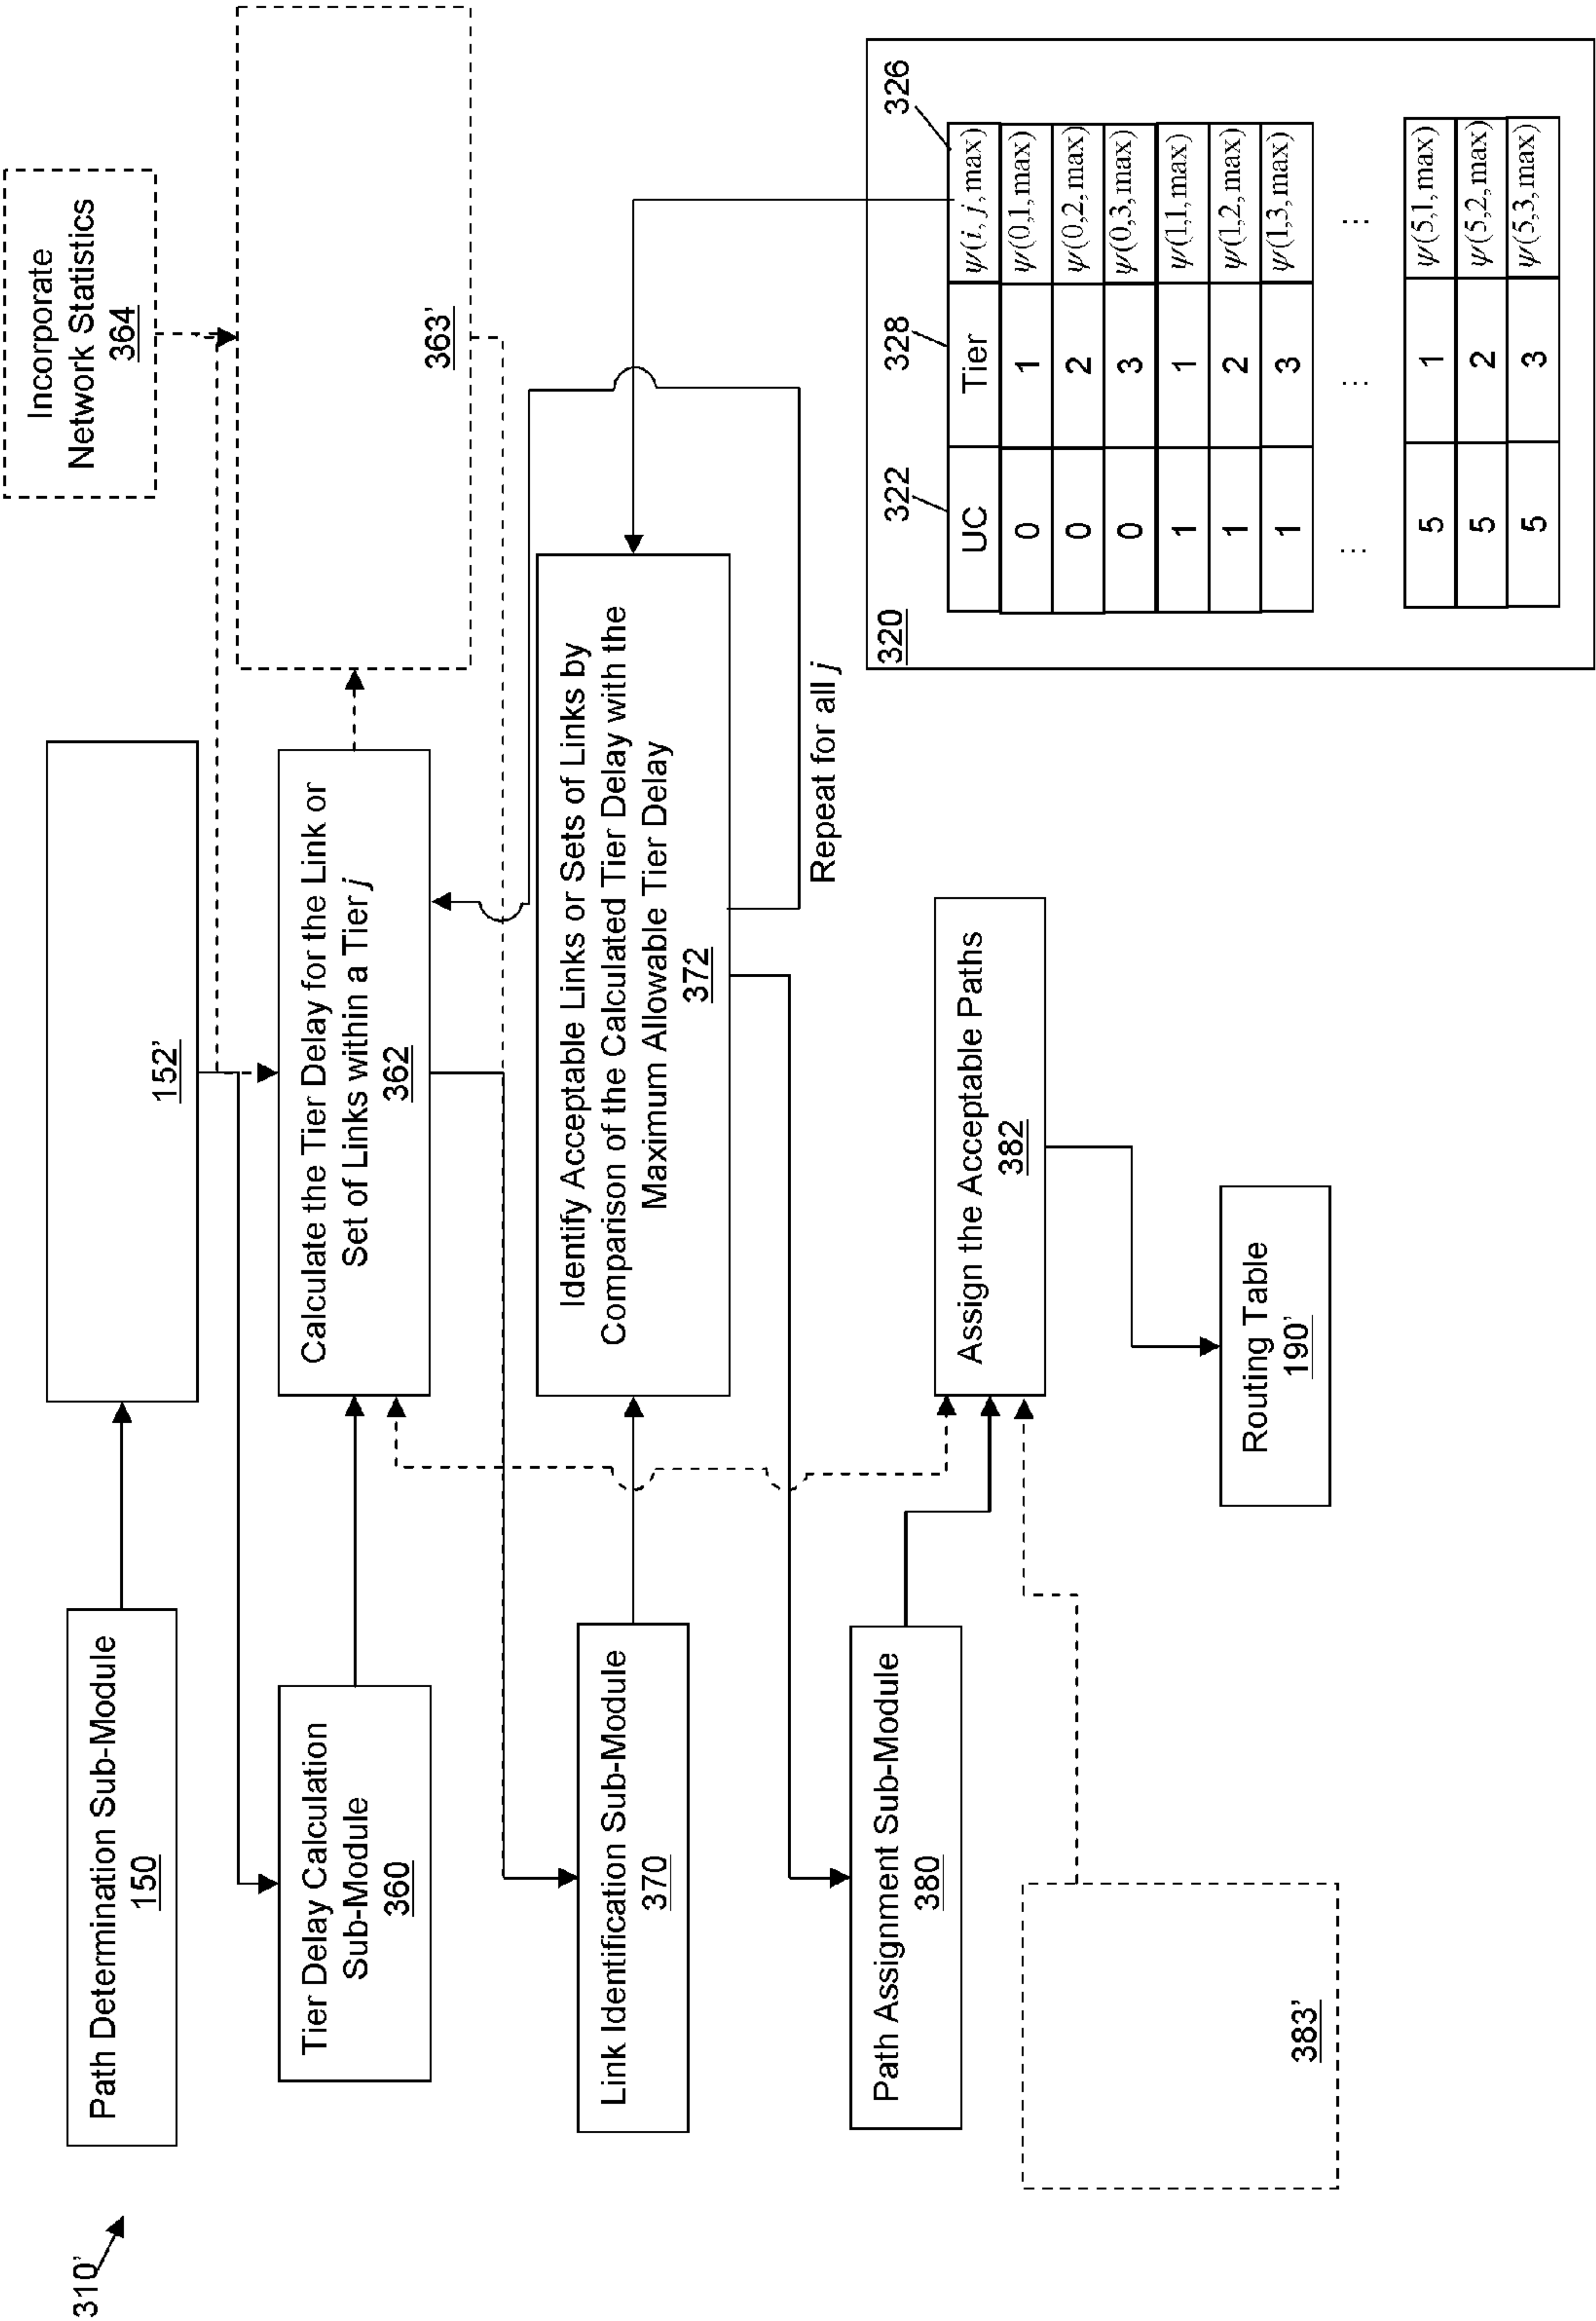 310'
Path Determination Sub-Module
150
152'
Incorporate
Network Statistics
364
Tier Delay Calculation
Sub-Module
360
Calculate the Tier Delay for the Link or
Set of Links within a Tier j
362
363'
Link Identification Sub-Module
370
Identify Acceptable Links or Sets of Links by
Comparison of the Calculated Tier Delay with the
Maximum Allowable Tier Delay
372
Repeat for all j
Path Assignment Sub-Module
380
Assign the Acceptable Paths
382
383'
Routing Table
190'
320
322 328 326
UC Tier ψ(i, j, max)
0 1 ψ(0,1,max)
0 2 ψ(0,2,max)
0 3 ψ(0,3,max)
1 1 ψ(1,1,max)
1 2 ψ(1,2,max)
1 3 ψ(1,3,max)
... ... ...
5 1 ψ(5,1,max)
5 2 ψ(5,2,max)
5 3 ψ(5,3,max)